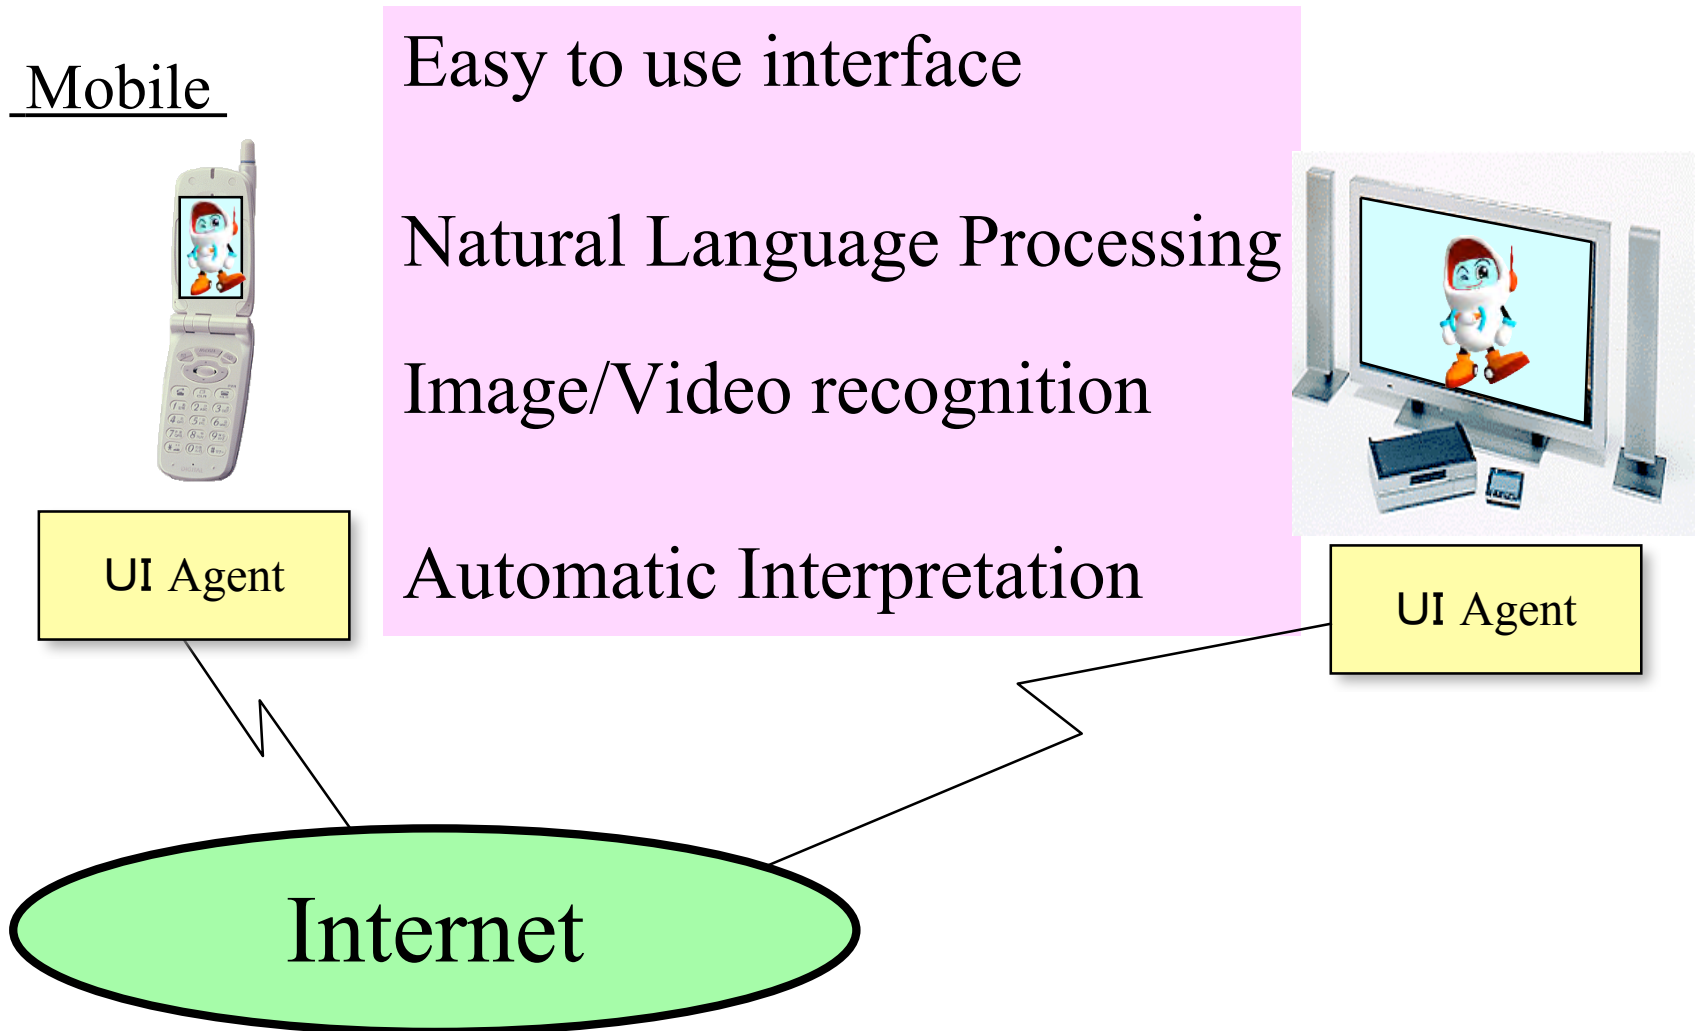 Mobile
Easy to use interface
Natural Language Processing
Image/Video recognition
Automatic Interpretation
UI Agent
UI Agent
Internet